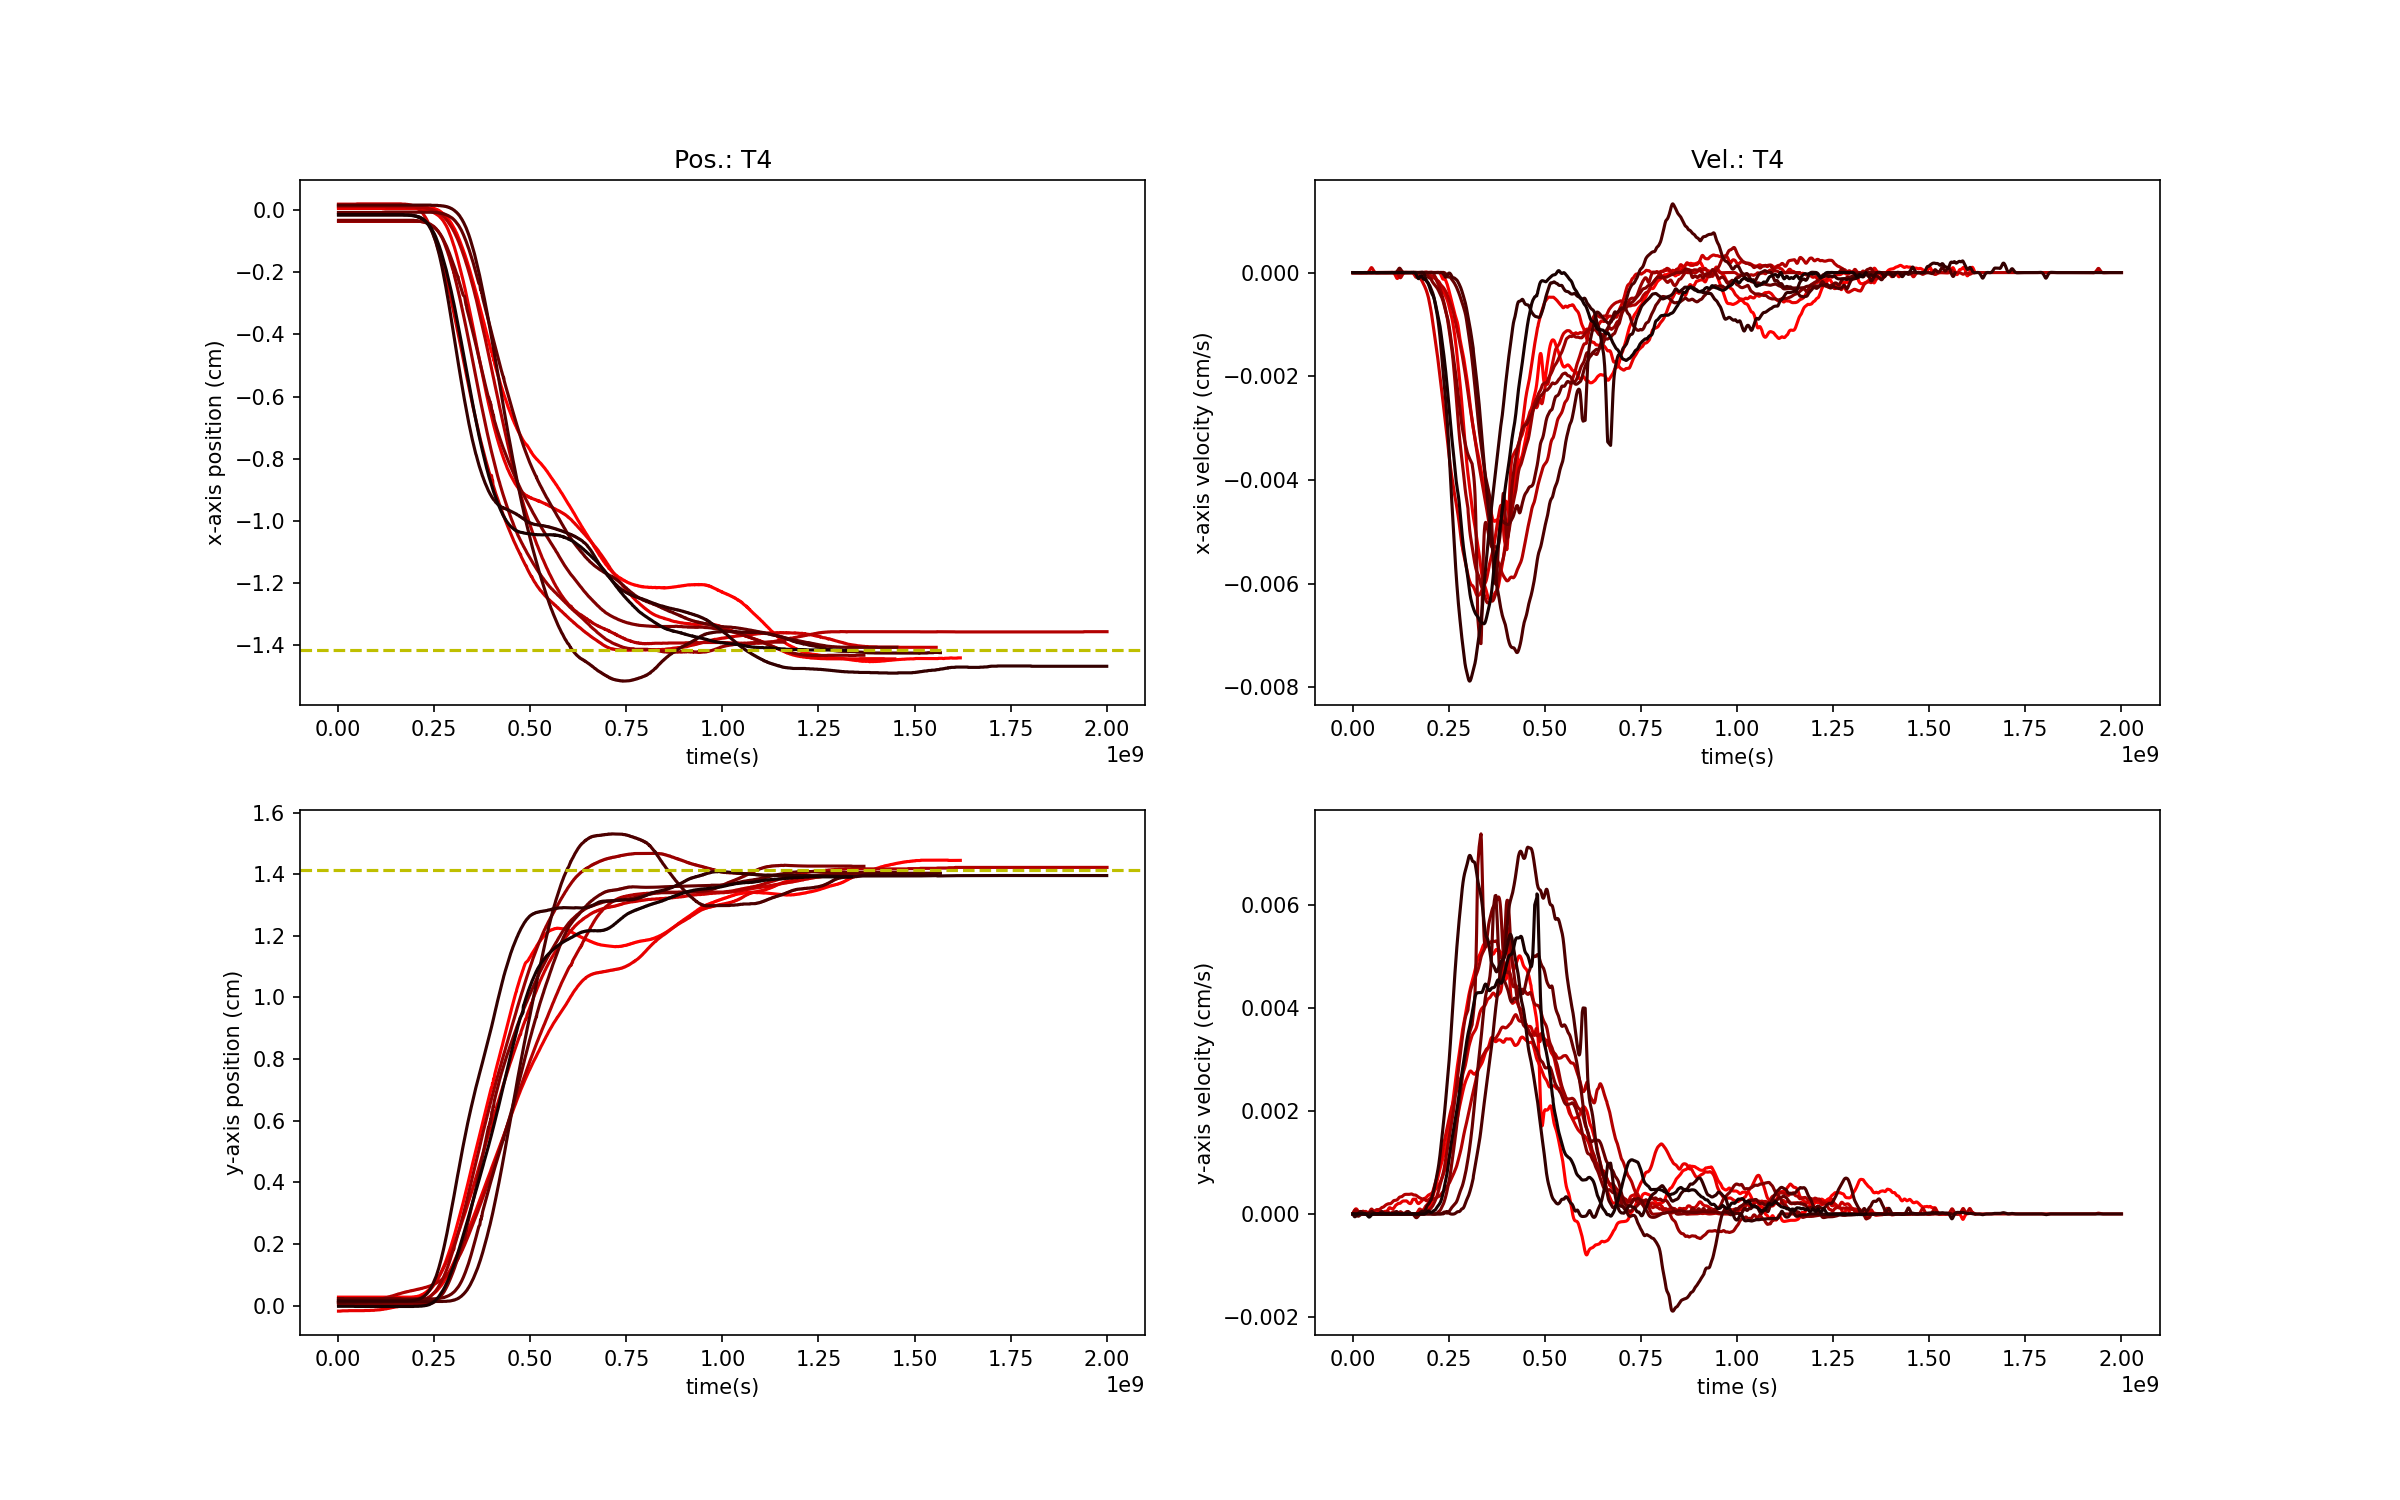 Pos.: T4
0.0
−0.2
−0.4
−0.6
−0.8
−1.0
−1.2
−1.4
x-axis position (cm)
0.00 0.25 0.50 0.75 1.00 1.25 1.50 1.75 2.00
1e9
time(s)
Vel.: T4
0.000
−0.002
−0.004
−0.006
−0.008
x-axis velocity (cm/s)
0.00 0.25 0.50 0.75 1.00 1.25 1.50 1.75 2.00
1e9
time(s)
1.6
1.4
1.2
1.0
0.8
0.6
0.4
0.2
0.0
y-axis position (cm)
0.00 0.25 0.50 0.75 1.00 1.25 1.50 1.75 2.00
1e9
time(s)
0.006
0.004
0.002
0.000
−0.002
y-axis velocity (cm/s)
0.00 0.25 0.50 0.75 1.00 1.25 1.50 1.75 2.00
1e9
time (s)